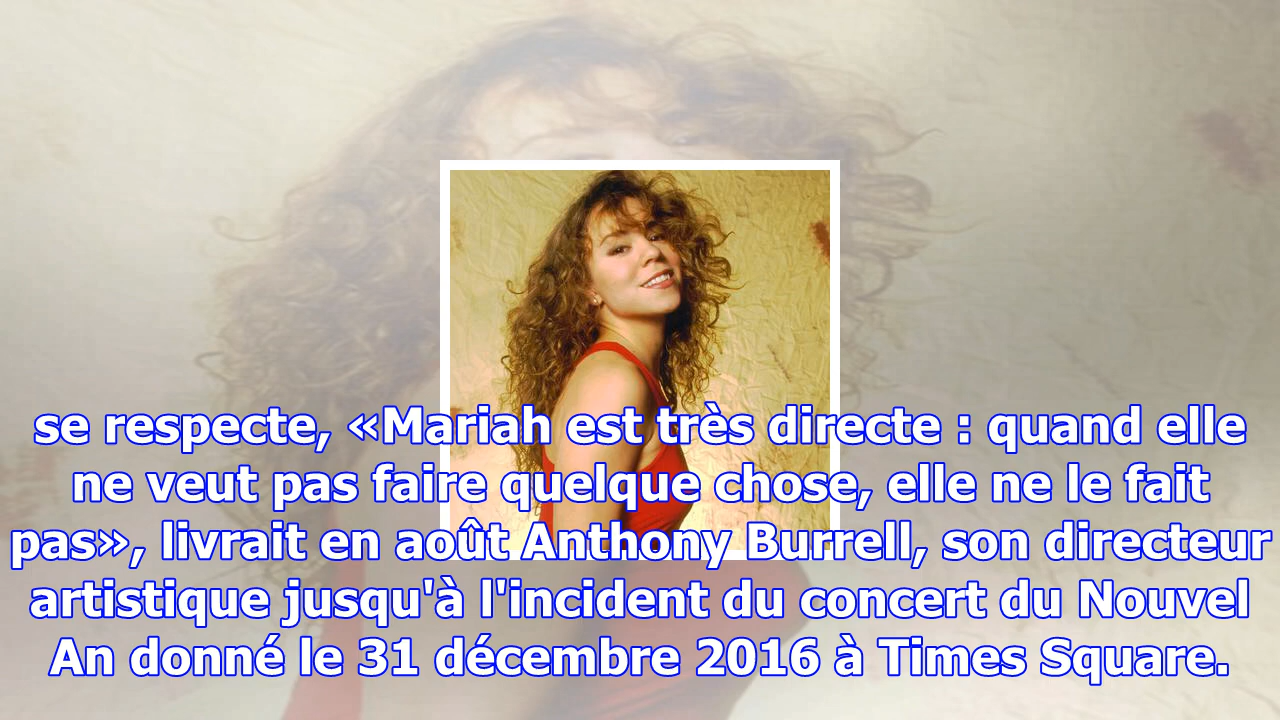 se respecte, «Mariah est très directe : quand elle
ne veut pas faire quelque chose, elle ne le fait
pas», livrait en août Anthony Burrell, son directeur
artistique jusqu'à l'incident du concert du Nouvel
An donné le 31 décembre 2016 à Times Square.